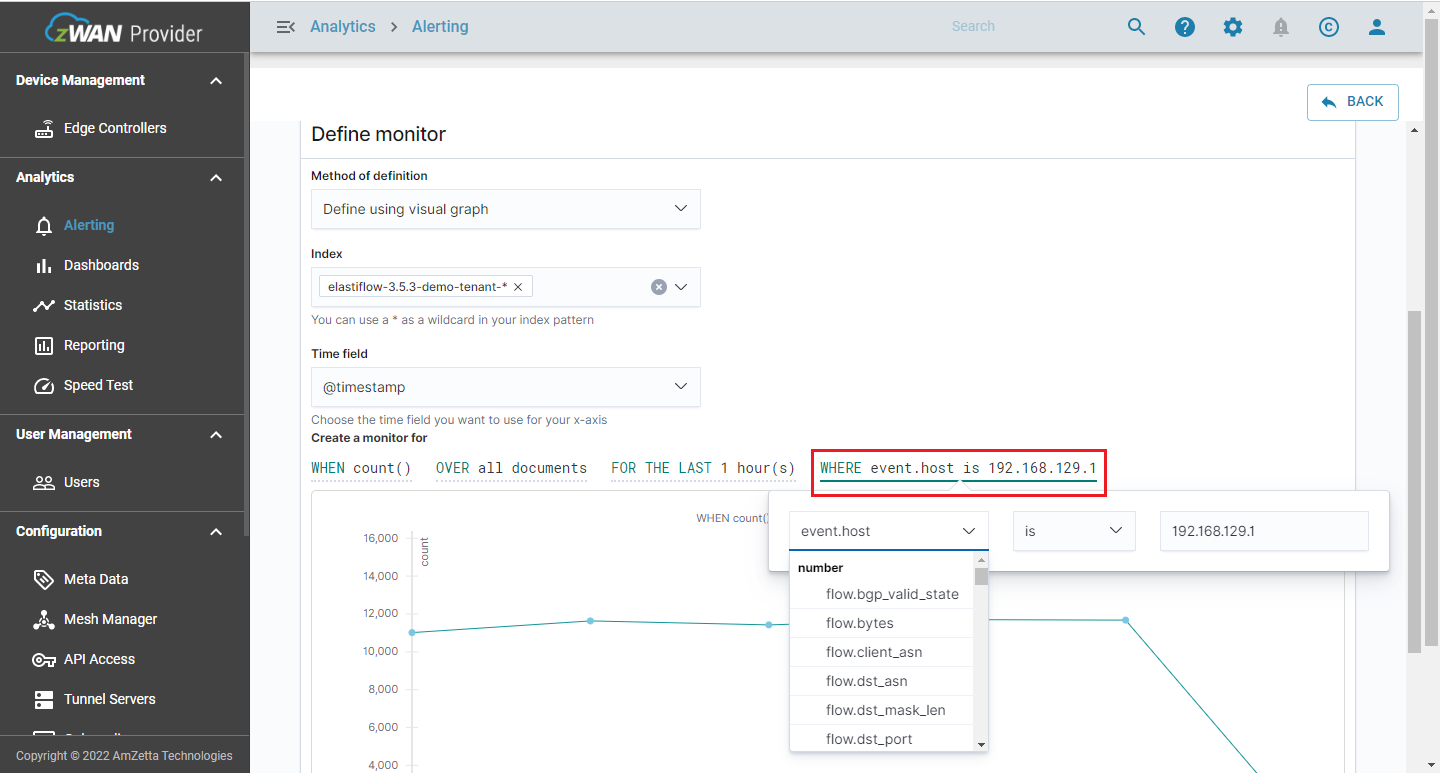 zWAN Provider
Analytics > Alerting
Search
BACK
Device Management
Edge Controllers
Analytics
Alerting
Dashboards
Statistics
Reporting
Speed Test
User Management
Users
Configuration
Meta Data
Mesh Manager
API Access
Tunnel Servers
Copyright © 2022 AmZetta Technologies
Define monitor
Method of definition
Define using visual graph
Index
elastiflow-3.5.3-demo-tenant-*
You can use a * as a wildcard in your index pattern
Time field
@timestamp
Choose the time field you want to use for your x-axis
Create a monitor for
WHEN count() OVER all documents FOR THE LAST 1 hour(s) WHERE event.host is 192.168.129.1
WHEN count()
event.host is 192.168.129.1
number
flow.bgp_valid_state
flow.bytes
flow.client_asn
flow.dst_asn
flow.dst_mask_len
flow.dst_port
count
16,000
14,000
12,000
10,000
8,000
6,000
4,000